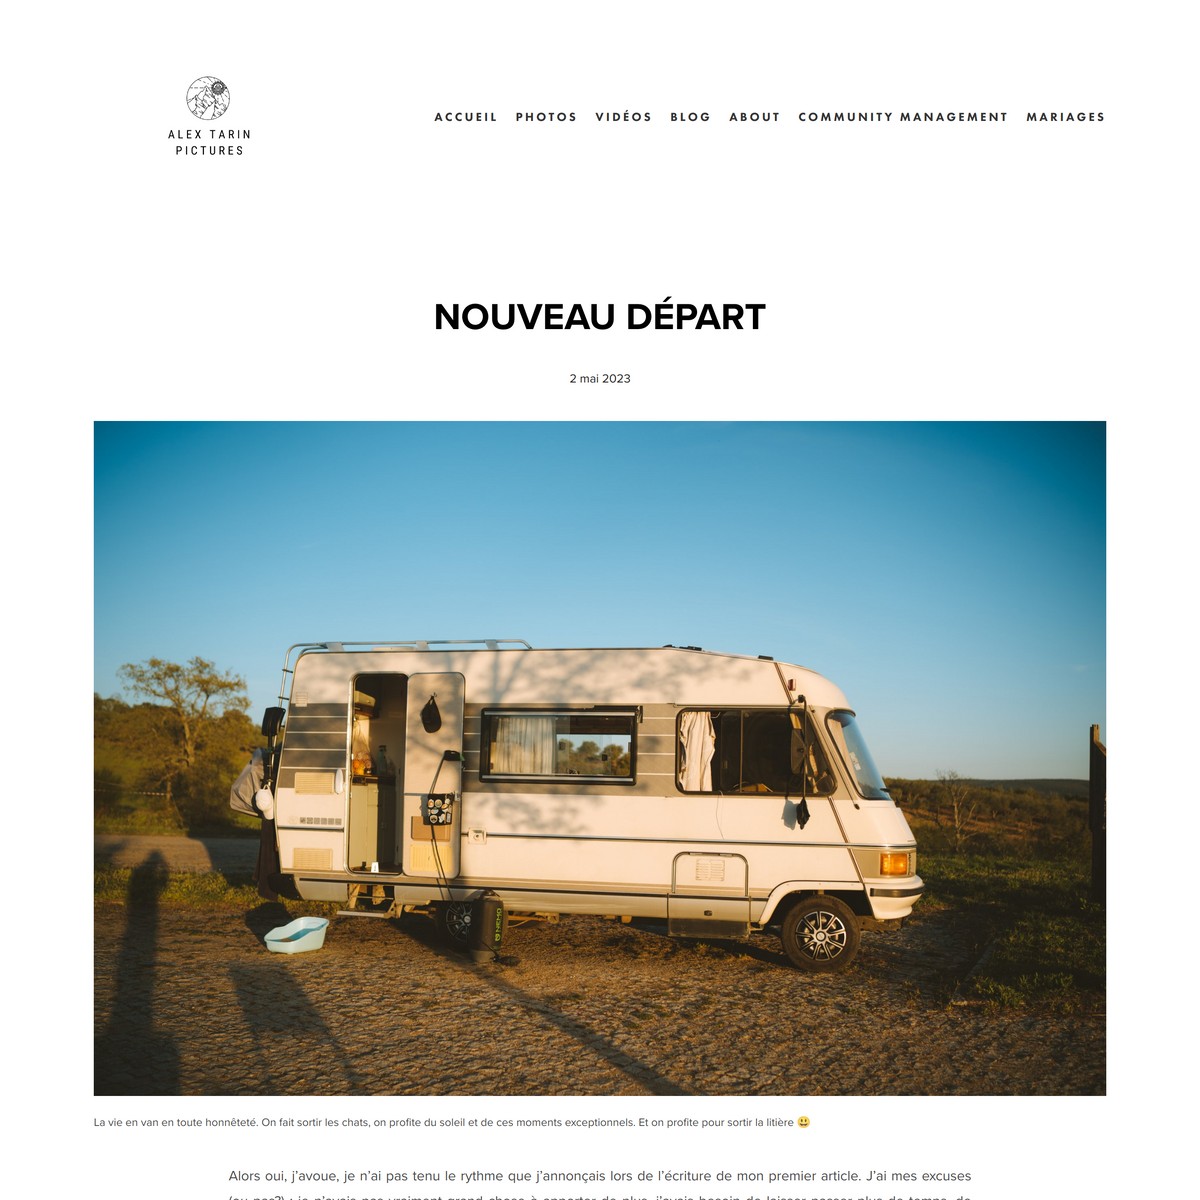 ALEX TARIN
PICTURES
ACCUEIL PHOTOS VIDÉOS BLOG ABOUT COMMUNITY MANAGEMENT MARIAGES
NOUVEAU DÉPART
2 mai 2023
NEMO
La vie en van en toute honnêteté. On fait sortir les chats, on profite du soleil et de ces moments exceptionnels. Et on profite pour sortir la litière 😃
Alors oui, j’avoue, je n’ai pas tenu le rythme que j’annonçais lors de l’écriture de mon premier article. J’ai mes excuses